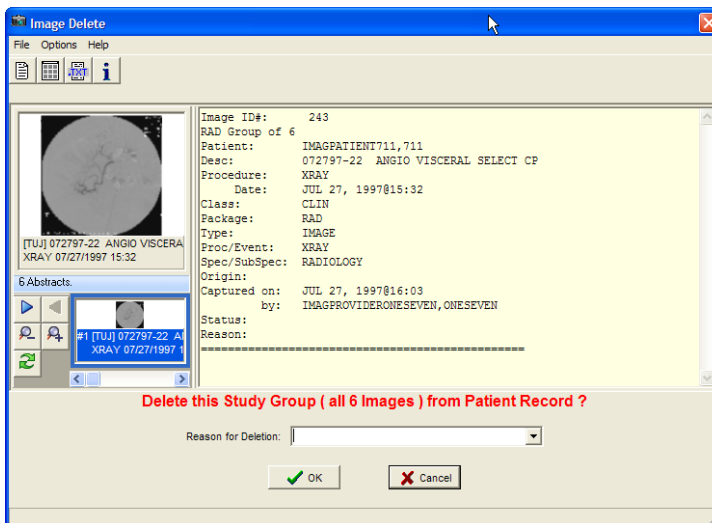 Image Delete
File Options Help
.TXT
Image ID#: 243
RAD Group of 6
Patient: IMAGPATIENT711,711
Desc: 072797-22 ANGIO VISCERAL SELECT CP
Procedure: XRAY
Date: JUL 27, 1997@15:32
Class: CLIN
Package: RAD
Type: IMAGE
Proc/Event: XRAY
Spec/SubSpec: RADIOLOGY
Origin:
Captured on: JUL 27, 1997@16:03
by: IMAGPROVIDERONESEVEN,ONESEVEN
Status:
Reason:
================================================
[TUJ] 072797-22 ANGIO VISCERA
XRAY 07/27/1997 15:32
6 Abstracts.
#1 [TUJ] 072797-22 A
XRAY 07/27/1997 1
Delete this Study Group ( all 6 Images ) from Patient Record ?
Reason for Deletion:
OK
Cancel